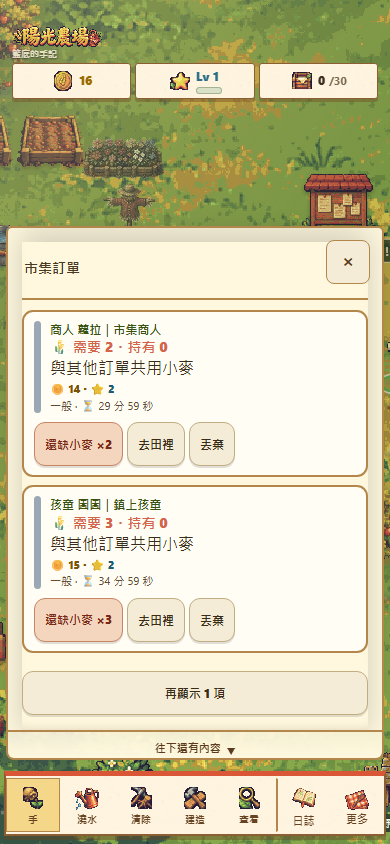 陽光農場
籃底的手記
16
Lv 1
0 /30
市集訂單
×
商人 蘿拉 | 市集商人
需要 2 · 持有 0
與其他訂單共用小麥
14 · 2
一般 · 29 分 59 秒
還缺小麥 ×2
去田裡
丟棄
孩童 園園 | 鎮上孩童
需要 3 · 持有 0
與其他訂單共用小麥
15 · 2
一般 · 34 分 59 秒
還缺小麥 ×3
去田裡
丟棄
再顯示 1 項
往下還有內容 ▼
手
澆水
清除
建造
查看
日誌
更多